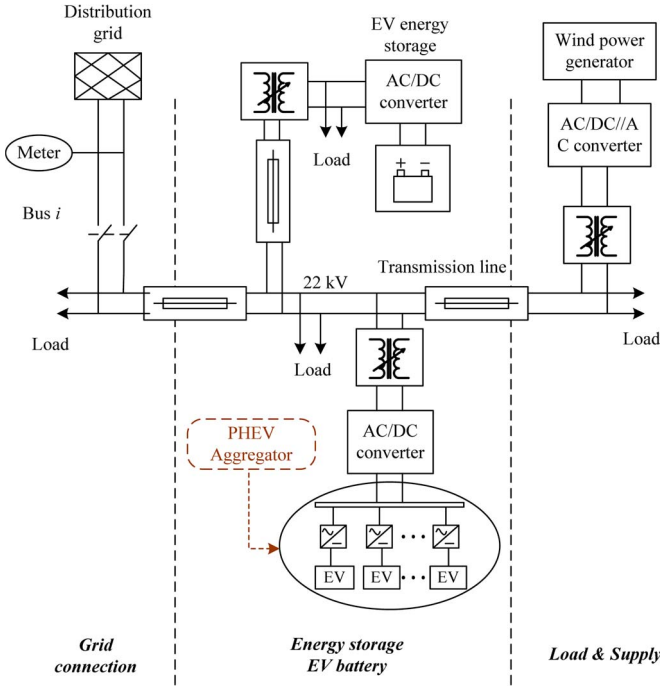 Distribution
grid
Meter
Bus i
Load
EV energy
storage
AC/DC
converter
+ −
Load
22 kV
Transmission line
Load
PHEV
Aggregator
AC/DC
converter
EV EV EV
Wind power
generator
AC/DC//A
C converter
Load
Grid
connection
Energy storage
EV battery
Load & Supply